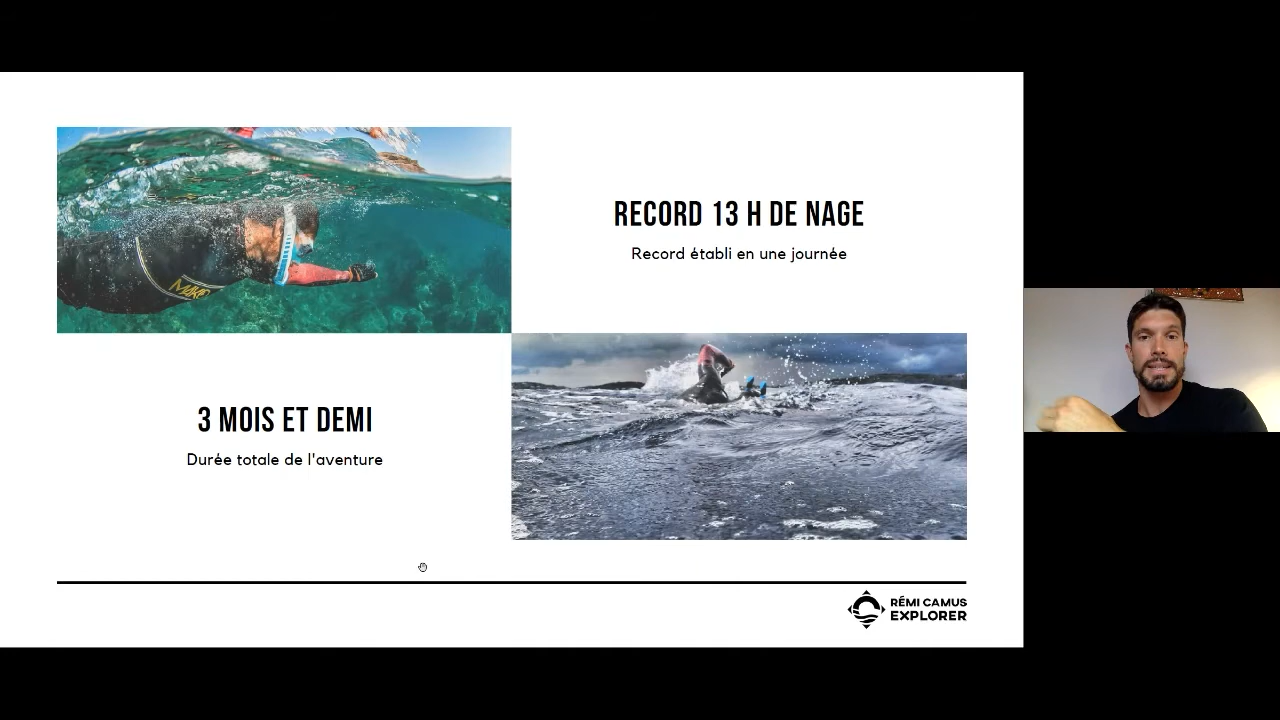 RECORD 13 H DE NAGE
Record établi en une journée
MAKO
3 MOIS ET DEMI
Durée totale de l'aventure
RÉMI CAMUS
EXPLORER